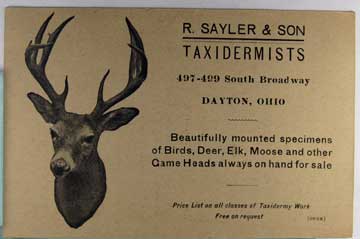 R. SAYLER & SON
TAXIDERMISTS
497-499 South Broadway
DAYTON, OHIO
Beautifully mounted specimens
of Birds, Deer, Elk, Moose and other
Game Heads always on hand for sale
Price List on all classes of Taxidermy Work
Free on request